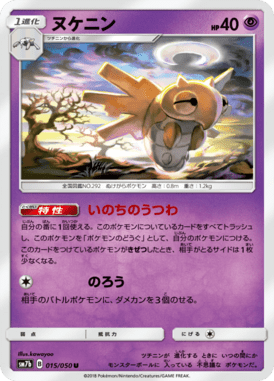 1進化 ヌケニン HP40
ツチニンから進化
全国図鑑NO.292 ぬけがらポケモン 高さ：0.8m 重さ：1.2kg
特性 いのちのうつわ
自分の番に1回使える。このポケモンについているカードをすべてトラッシュ
し、このポケモンを「ポケモンのどうぐ」として、自分のポケモンにつける。
このカードをつけているポケモンがきぜつしたとき、相手がとるサイドは1枚
少なくなる。
のろう
相手のバトルポケモンに、ダメカンを3個のせる。
弱点 抵抗力 にげる
illus. kawayoo
sm7b 015/050 U
ツチニンが 進化する ときに いつの間にか
モンスターボールに 入っている 不思議な ポケモンだ。
©2018 Pokémon/Nintendo/Creatures/GAME FREAK.